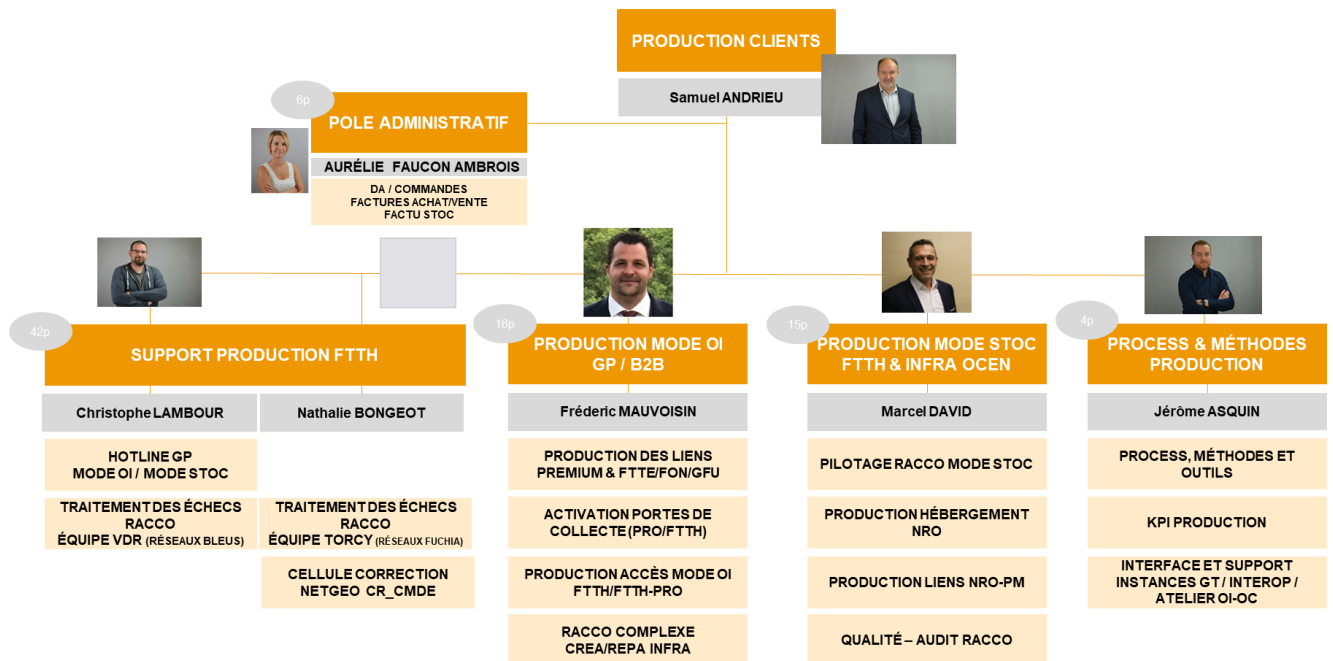 PRODUCTION CLIENTS
Samuel ANDRIEU
6p
POLE ADMINISTRATIF
AURÉLIE FAUCON AMBROIS
DA / COMMANDES
FACTURES ACHAT/VENTE
FACTU STOC
42p
SUPPORT PRODUCTION FTTH
Christophe LAMBOUR
Nathalie BONGEOT
HOTLINE GP
MODE OI / MODE STOC
TRAITEMENT DES ÉCHECS
RACCO
ÉQUIPE VDR (RÉSEAUX BLEUS)
TRAITEMENT DES ÉCHECS
RACCO
ÉQUIPE TORCY (RÉSEAUX FUCHIA)
CELLULE CORRECTION
NETGEO CR_CMDE
16p
PRODUCTION MODE OI
GP / B2B
Fréderic MAUVOISIN
PRODUCTION DES LIENS
PREMIUM & FTTE/FON/GFU
ACTIVATION PORTES DE
COLLECTE (PRO/FTTH)
PRODUCTION ACCÈS MODE OI
FTTH/FTTH-PRO
RACCO COMPLEXE
CREA/REPA INFRA
15p
PRODUCTION MODE STOC
FTTH & INFRA OCEN
Marcel DAVID
PILOTAGE RACCO MODE STOC
PRODUCTION HÉBERGEMENT
NRO
PRODUCTION LIENS NRO-PM
QUALITÉ – AUDIT RACCO
4p
PROCESS & MÉTHODES
PRODUCTION
Jérôme ASQUIN
PROCESS, MÉTHODES ET
OUTILS
KPI PRODUCTION
INTERFACE ET SUPPORT
INSTANCES GT / INTEROP /
ATELIER OI-OC